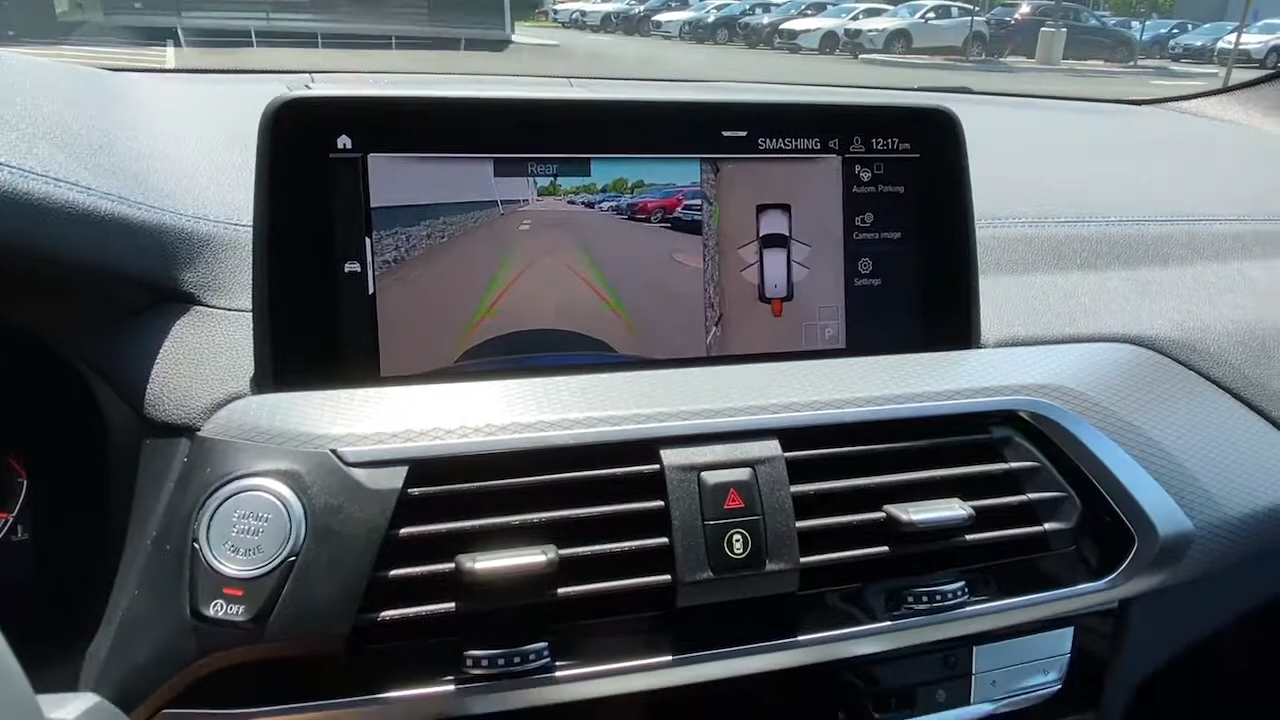 SMASHING 12:17pm
Rear
P
Autom. Parking
Camera image
Settings
P
START
STOP
ENGINE
OFF